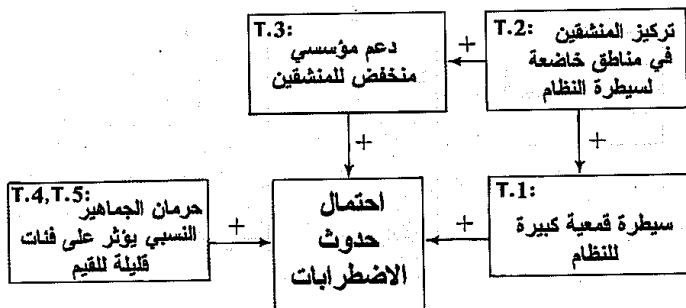 T.2: تركيز المنشقين
في مناطق خاضعة
لسيطرة النظام
+
T.3:
دعم مؤسسي
منخفض للمنشقين
+
+
T.1:
سيطرة قمعية كبيرة
للنظام
+
احتمال
حدوث
الاضطرابات
+
T.4,T.5:
حرمان الجماهير
النسبي يؤثر على فئات
قليلة للقيم